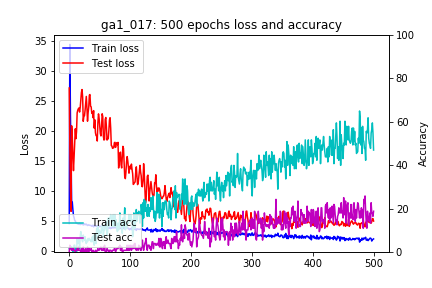 ga1_017: 500 epochs loss and accuracy
Train loss
Test loss
Train acc
Test acc
Loss
Accuracy
35
30
25
20
15
10
5
0
100
80
60
40
20
0
0
100
200
300
400
500